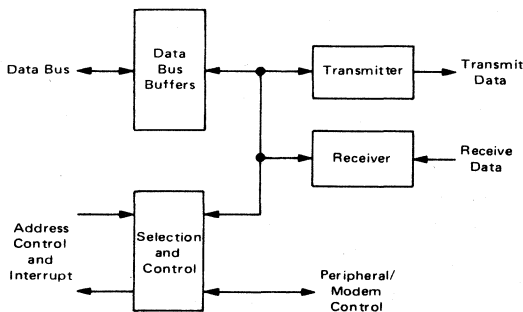 Data Bus
Data
Bus
Buffers
Transmitter
Transmit
Data
Receiver
Receive
Data
Address
Control
and
Interrupt
Selection
and
Control
Peripheral/
Modem
Control